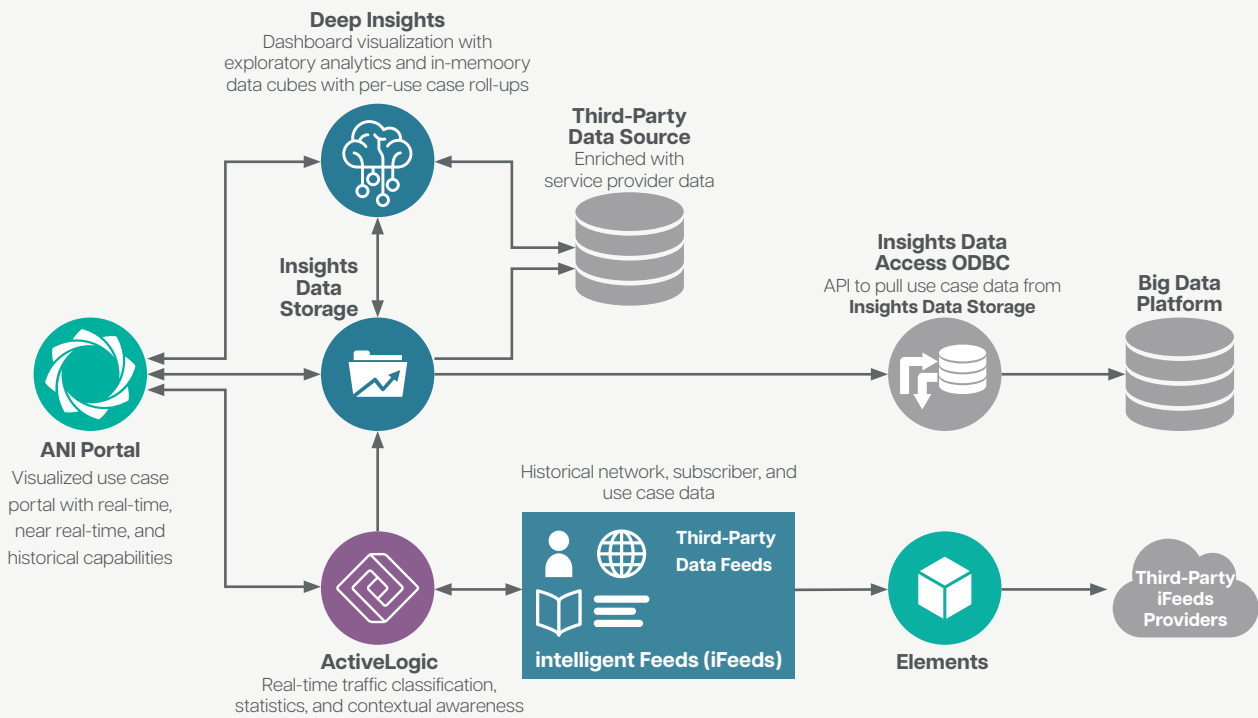 Deep Insights
Dashboard visualization with
exploratory analytics and in-memoory
data cubes with per-use case roll-ups
Third-Party
Data Source
Enriched with
service provider data
Insights
Data
Storage
Insights Data
Access ODBC
API to pull use case data from
Insights Data Storage
Big Data
Platform
ANI Portal
Visualized use case
portal with real-time,
near real-time, and
historical capabilities
Historical network, subscriber, and
use case data
Third-Party
Data Feeds
intelligent Feeds (iFeeds)
ActiveLogic
Real-time traffic classification,
statistics, and contextual awareness
Elements
Third-Party
iFeeds
Providers